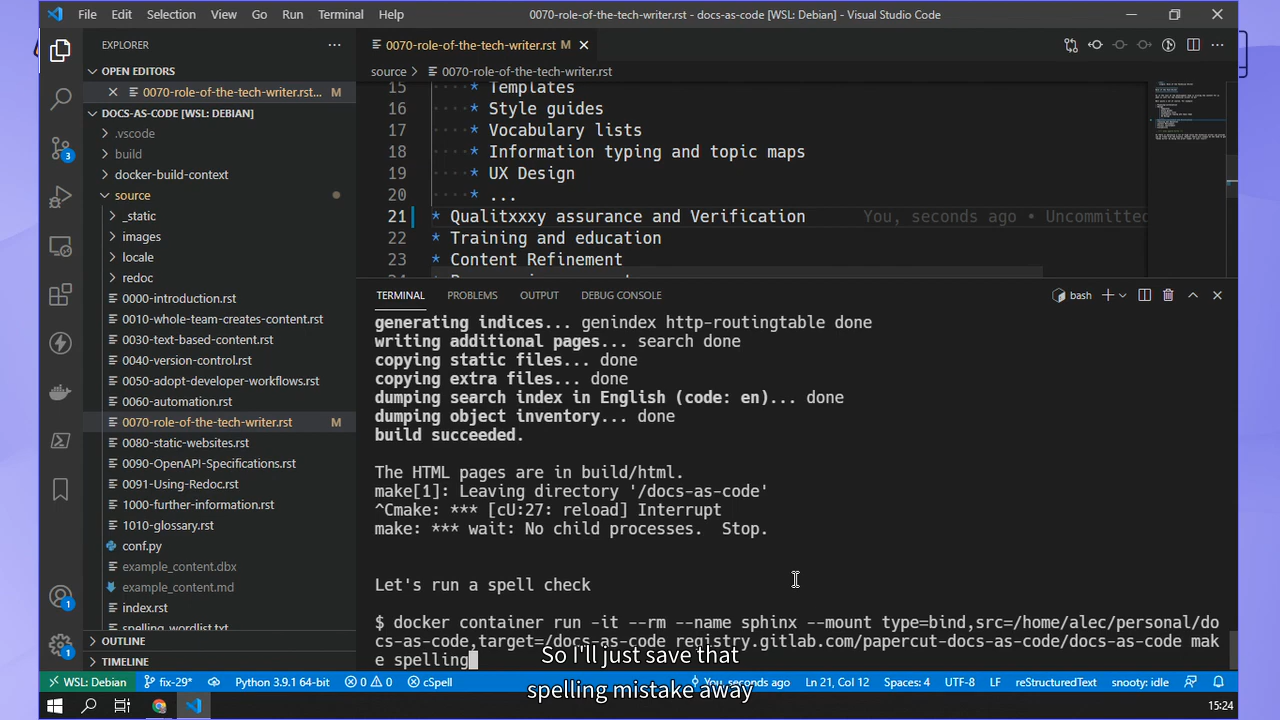 File Edit Selection View Go Run Terminal Help
0070-role-of-the-tech-writer.rst - docs-as-code [WSL: Debian] - Visual Studio Code
EXPLORER
OPEN EDITORS
0070-role-of-the-tech-writer.rst... M
DOCS-AS-CODE [WSL: DEBIAN]
.vscode
build
docker-build-context
source
_static
images
locale
redoc
0000-introduction.rst
0010-whole-team-creates-content.rst
0030-text-based-content.rst
0040-version-control.rst
0050-adopt-developer-workflows.rst
0060-automation.rst
0070-role-of-the-tech-writer.rst M
0080-static-websites.rst
0090-OpenAPI-Specifications.rst
0091-Using-Redoc.rst
1000-further-information.rst
1010-glossary.rst
conf.py
example_content.dbx
example_content.md
index.rst
spelling_wordlist.txt
OUTLINE
TIMELINE
3
1
1
0070-role-of-the-tech-writer.rst M
source > 0070-role-of-the-tech-writer.rst
15 * Templates
16 * Style guides
17 * Vocabulary lists
18 * Information typing and topic maps
19 * UX Design
20 * ...
21 * Qualitxxxy assurance and Verification You, seconds ago • Uncommitted
22 * Training and education
23 * Content Refinement
TERMINAL PROBLEMS OUTPUT DEBUG CONSOLE
bash
generating indices... genindex http-routingtable done
writing additional pages... search done
copying static files... done
copying extra files... done
dumping search index in English (code: en)... done
dumping object inventory... done
build succeeded.
The HTML pages are in build/html.
make[1]: Leaving directory '/docs-as-code'
^Cmake: *** [cU:27: reload] Interrupt
make: *** wait: No child processes.  Stop.
Let's run a spell check
$ docker container run -it --rm --name sphinx --mount type=bind,src=/home/alec/personal/do
cs-as-code,target=/docs-as-code registry.gitlab.com/papercut-docs-as-code/docs-as-code mak
e spelling
So I'll just save that
spelling mistake away
WSL: Debian fix-29* Python 3.9.1 64-bit 0 0 cSpell You, seconds ago Ln 21, Col 12 Spaces: 4 UTF-8 LF reStructuredText snooty: idle
15:24